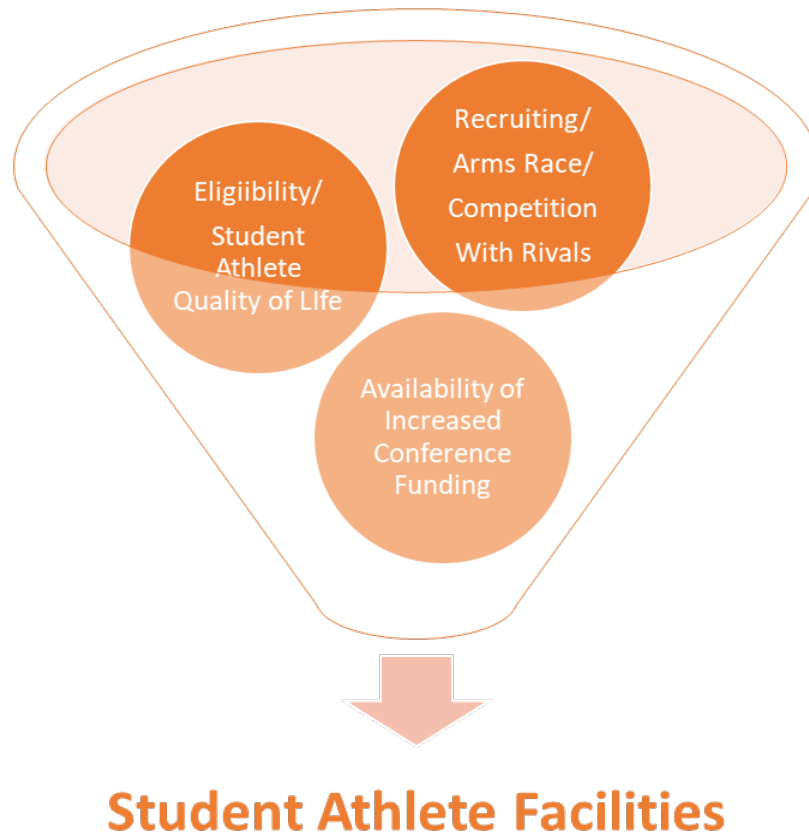 Recruiting/
Arms Race/
Competition
With Rivals
Eligiibility/
Student
Athlete
Quality of LIfe
Availability of
Increased
Conference
Funding
Student Athlete Facilities